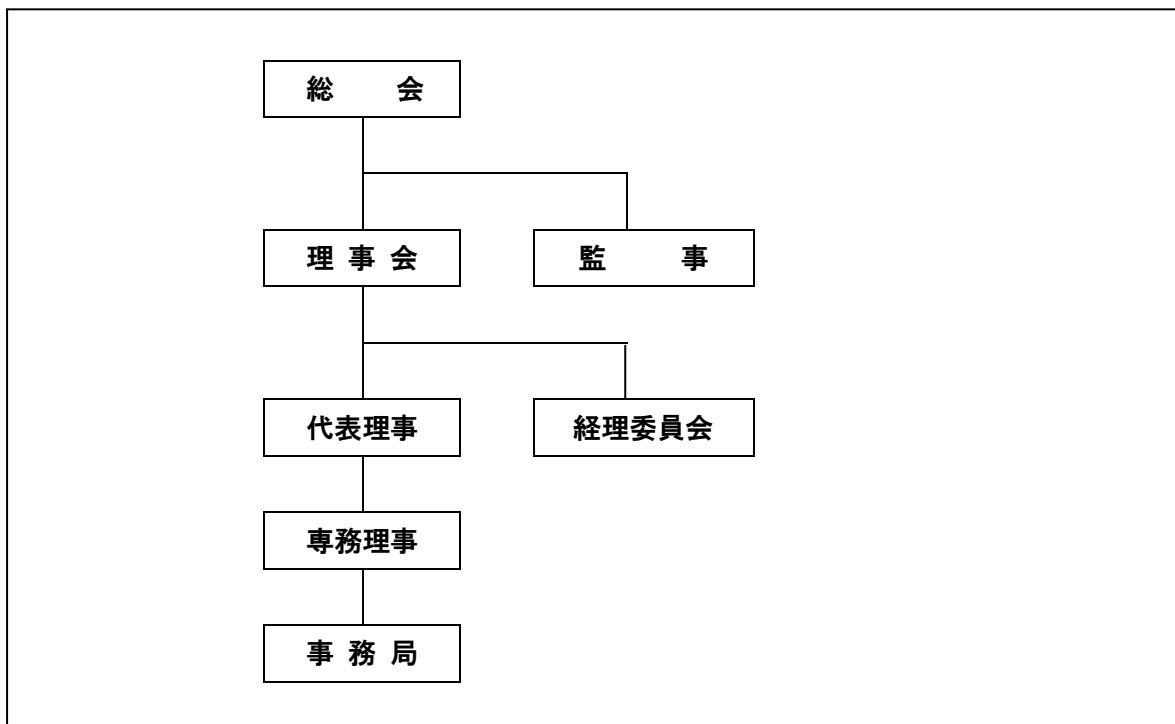 総 会
理 事 会
監 事
代表理事
経理委員会
専務理事
事 務 局